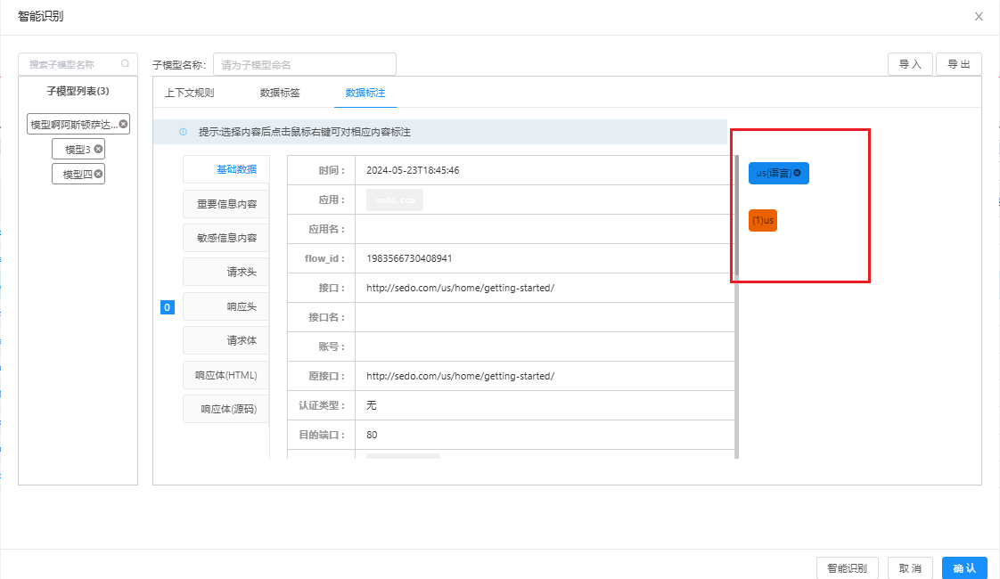 智能识别
搜索子模型名称
子模型名称：
请为子模型命名
导 入
导 出
子模型列表(3)
模型啊阿斯顿萨达...
模型3
模型四
上下文规则
数据标签
数据标注
提示:选择内容后点击鼠标右键可对相应内容标注
0
基础数据
重要信息内容
敏感信息内容
请求头
响应头
请求体
响应体(HTML)
响应体(源码)
时间： 2024-05-23T18:45:46
应用： sedo.com
应用名：
flow_id： 1983566730408941
接口： http://sedo.com/us/home/getting-started/
接口名：
账号：
原接口： http://sedo.com/us/home/getting-started/
认证类型： 无
目的端口： 80
us(语言)
(1)us
智能识别
取 消
确 认